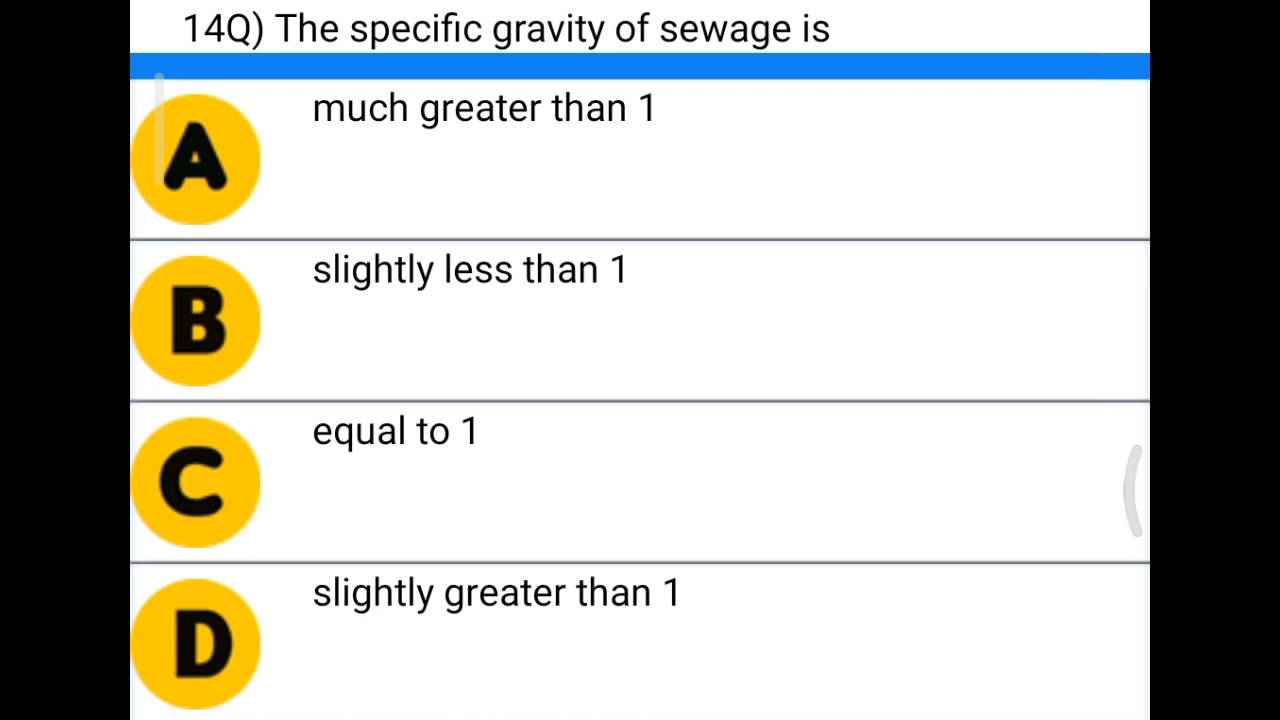 14Q) The specific gravity of sewage is
A
much greater than 1
B
slightly less than 1
C
equal to 1
D
slightly greater than 1